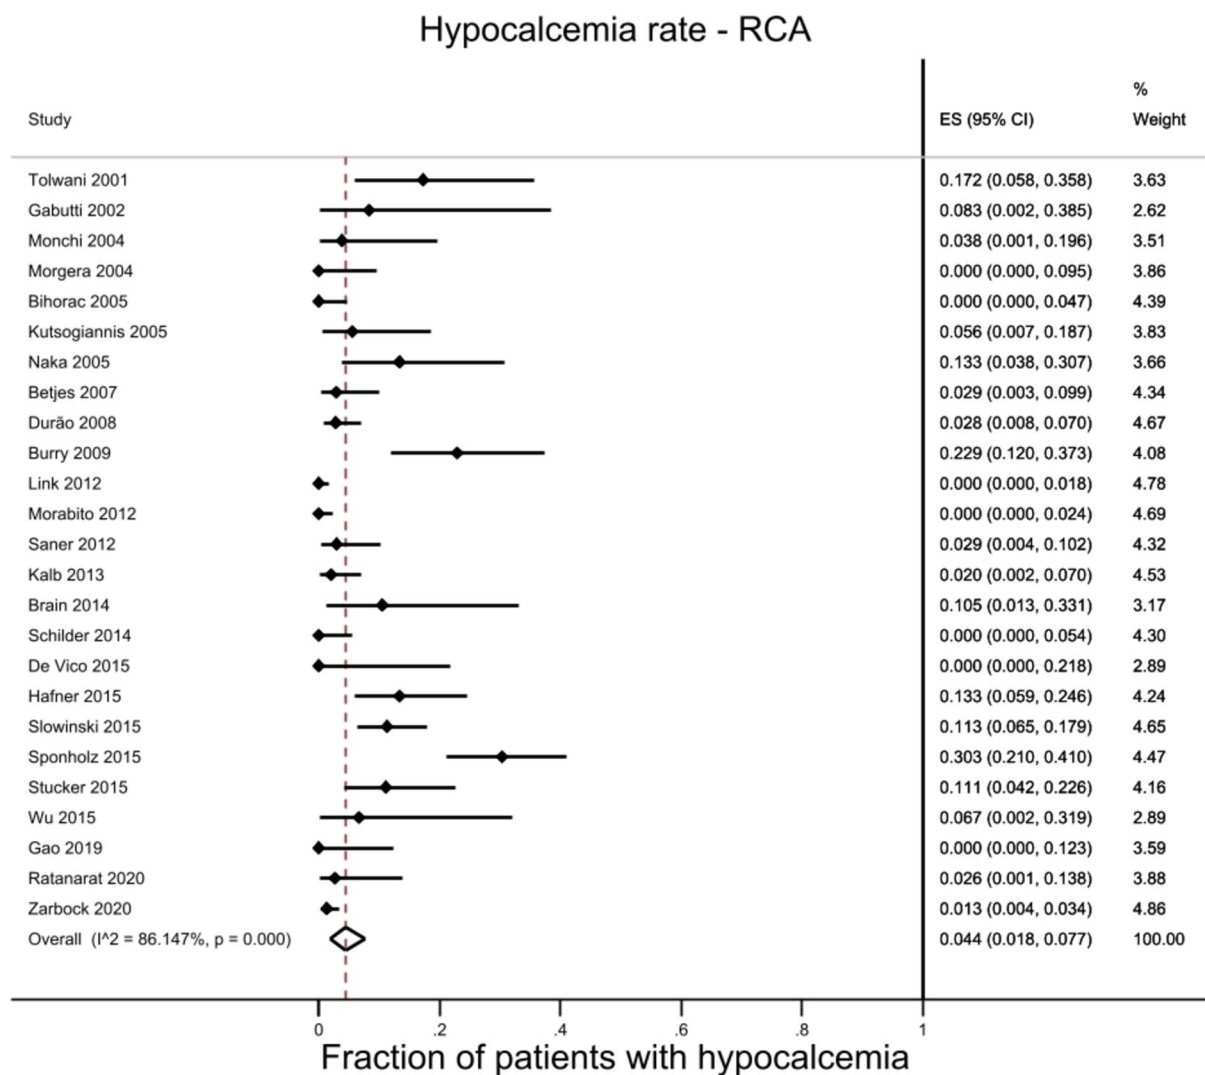 Hypocalcemia rate - RCA
%
Study ES (95% CI) Weight
Tolwani 2001 0.172 (0.058, 0.358) 3.63
Gabutti 2002 0.083 (0.002, 0.385) 2.62
Monchi 2004 0.038 (0.001, 0.196) 3.51
Morgera 2004 0.000 (0.000, 0.095) 3.86
Bihorac 2005 0.000 (0.000, 0.047) 4.39
Kutsogiannis 2005 0.056 (0.007, 0.187) 3.83
Naka 2005 0.133 (0.038, 0.307) 3.66
Betjes 2007 0.029 (0.003, 0.099) 4.34
Durão 2008 0.028 (0.008, 0.070) 4.67
Burry 2009 0.229 (0.120, 0.373) 4.08
Link 2012 0.000 (0.000, 0.018) 4.78
Morabito 2012 0.000 (0.000, 0.024) 4.69
Saner 2012 0.029 (0.004, 0.102) 4.32
Kalb 2013 0.020 (0.002, 0.070) 4.53
Brain 2014 0.105 (0.013, 0.331) 3.17
Schilder 2014 0.000 (0.000, 0.054) 4.30
De Vico 2015 0.000 (0.000, 0.218) 2.89
Hafner 2015 0.133 (0.059, 0.246) 4.24
Slowinski 2015 0.113 (0.065, 0.179) 4.65
Sponholz 2015 0.303 (0.210, 0.410) 4.47
Stucker 2015 0.111 (0.042, 0.226) 4.16
Wu 2015 0.067 (0.002, 0.319) 2.89
Gao 2019 0.000 (0.000, 0.123) 3.59
Ratanarat 2020 0.026 (0.001, 0.138) 3.88
Zarbock 2020 0.013 (0.004, 0.034) 4.86
Overall (I^2 = 86.147%, p = 0.000) 0.044 (0.018, 0.077) 100.00
0 .2 .4 .6 .8 1
Fraction of patients with hypocalcemia